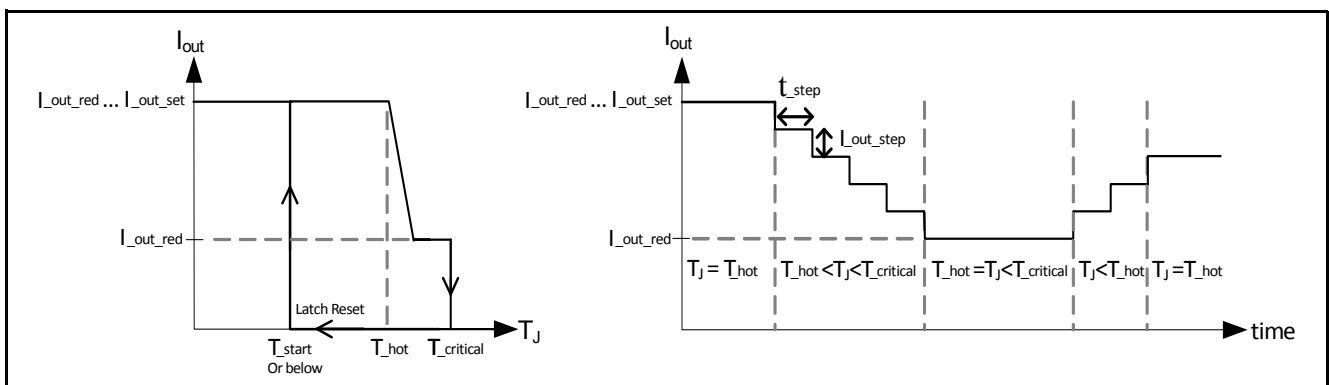 I_out
I_out_red ... I_out_set
I_out_red
Latch Reset
T_J
T_start
Or below
T_hot
T_critical
I_out
I_out_red ... I_out_set
t_step
I_out_step
I_out_red
T_J = T_hot
T_hot <T_J<T_critical
T_hot =T_J<T_critical
T_J<T_hot
T_J = T_hot
time